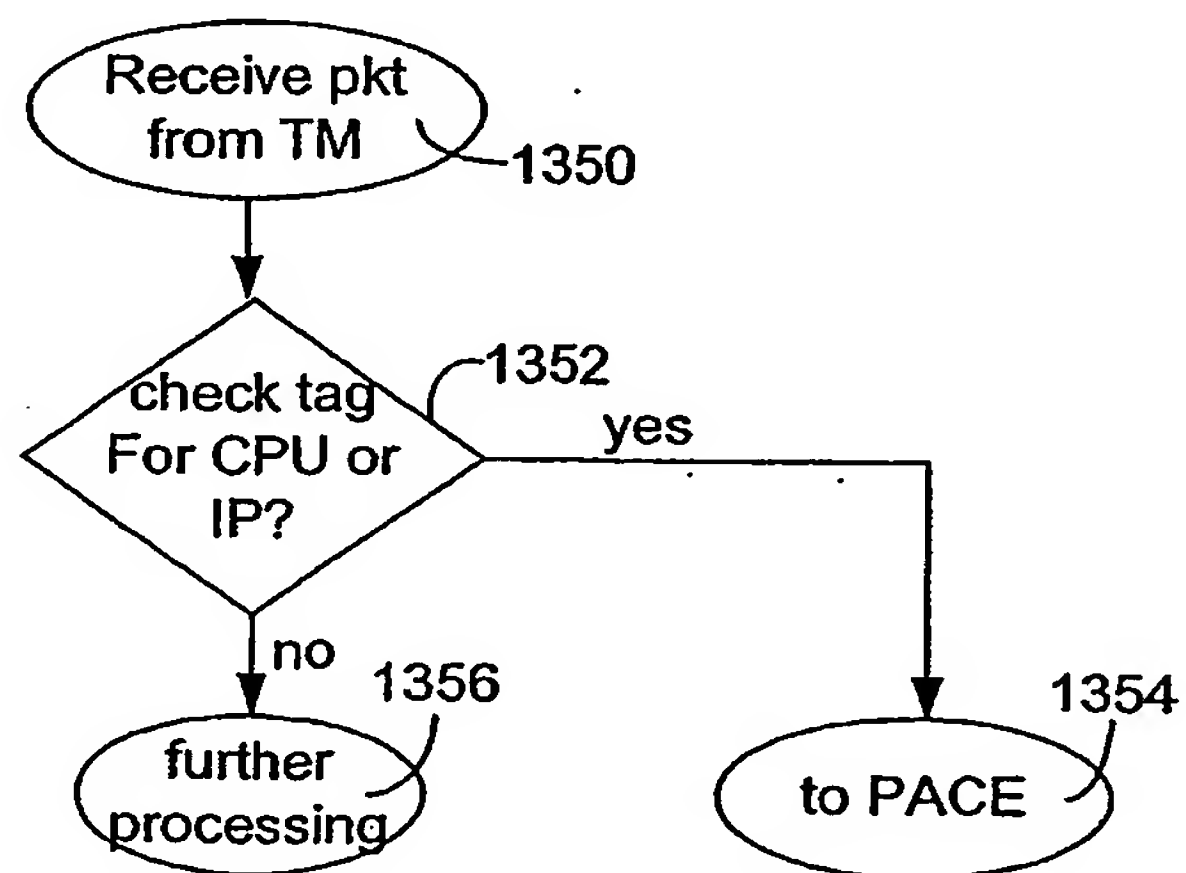 Receive pkt
from TM
1350
check tag
For CPU or
IP?
1352
yes
no
1356
further
processing
1354
to PACE